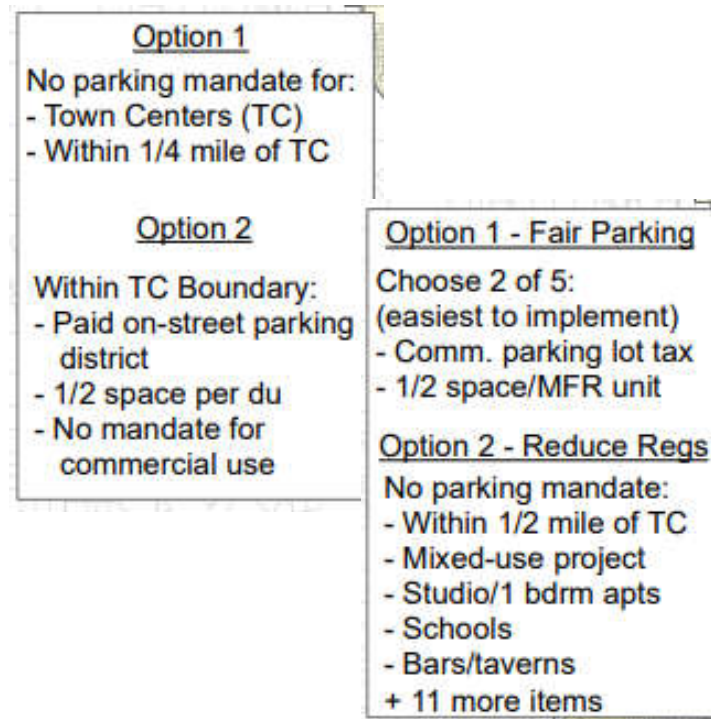 Option 1
No parking mandate for:
- Town Centers (TC)
- Within 1/4 mile of TC
Option 2
Within TC Boundary:
- Paid on-street parking
district
- 1/2 space per du
- No mandate for
commercial use
Option 1 - Fair Parking
Choose 2 of 5:
(easiest to implement)
- Comm. parking lot tax
- 1/2 space/MFR unit
Option 2 - Reduce Regs
No parking mandate:
- Within 1/2 mile of TC
- Mixed-use project
- Studio/1 bdrm apts
- Schools
- Bars/taverns
+ 11 more items